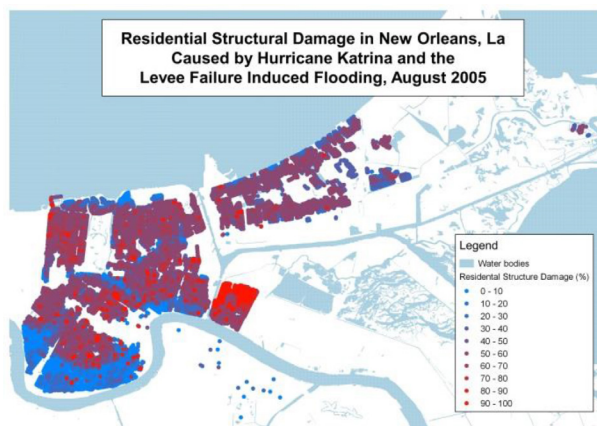 Residential Structural Damage in New Orleans, La
Caused by Hurricane Katrina and the
Levee Failure Induced Flooding, August 2005
Legend
Water bodies
Residential Structure Damage (%)
0 - 10
10 - 20
20 - 30
30 - 40
40 - 50
50 - 60
60 - 70
70 - 80
80 - 90
90 - 100